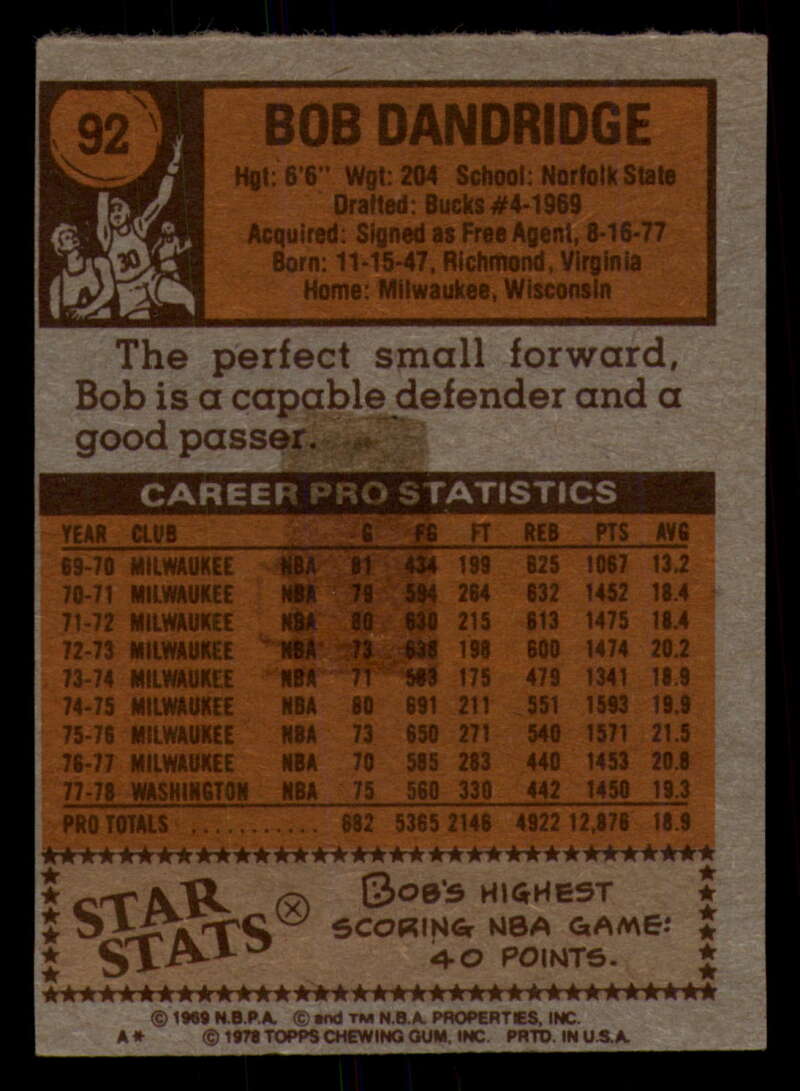 92
BOB DANDRIDGE
Hgt: 6'6" Wgt: 204 School: Norfolk State
Drafted: Bucks #4-1969
Acquired: Signed as Free Agent, 8-16-77
Born: 11-15-47, Richmond, Virginia
Home: Milwaukee, Wisconsin
30
The perfect small forward,
Bob is a capable defender and a
good passer.
CAREER PRO STATISTICS
YEAR CLUB G FG FT REB PTS AVG
69-70 MILWAUKEE NBA 81 434 199 625 1067 13.2
70-71 MILWAUKEE NBA 79 594 264 632 1452 18.4
71-72 MILWAUKEE NBA 80 630 215 613 1475 18.4
72-73 MILWAUKEE NBA 73 638 198 600 1474 20.2
73-74 MILWAUKEE NBA 71 583 175 479 1341 18.9
74-75 MILWAUKEE NBA 80 691 211 551 1593 19.9
75-76 MILWAUKEE NBA 73 650 271 540 1571 21.5
76-77 MILWAUKEE NBA 70 585 283 440 1453 20.8
77-78 WASHINGTON NBA 75 560 330 442 1450 19.3
PRO TOTALS ........... 682 5365 2146 4922 12,876 18.9
STAR
STATS
BOB'S HIGHEST
SCORING NBA GAME:
40 POINTS.
© 1969 N.B.P.A. © and TM N.B.A. PROPERTIES, INC.
A* © 1978 TOPPS CHEWING GUM, INC. PRTD. IN U.S.A.